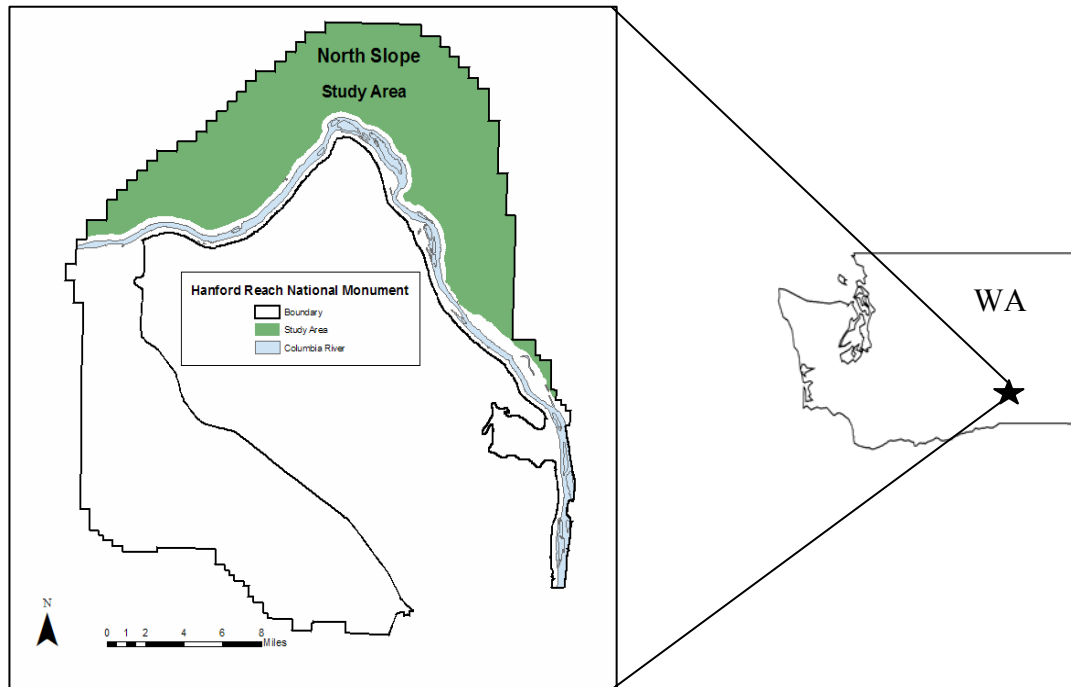 North Slope
Study Area
Hanford Reach National Monument
Boundary
Study Area
Columbia River
WA
N
0 1 2 4 6 8
Miles